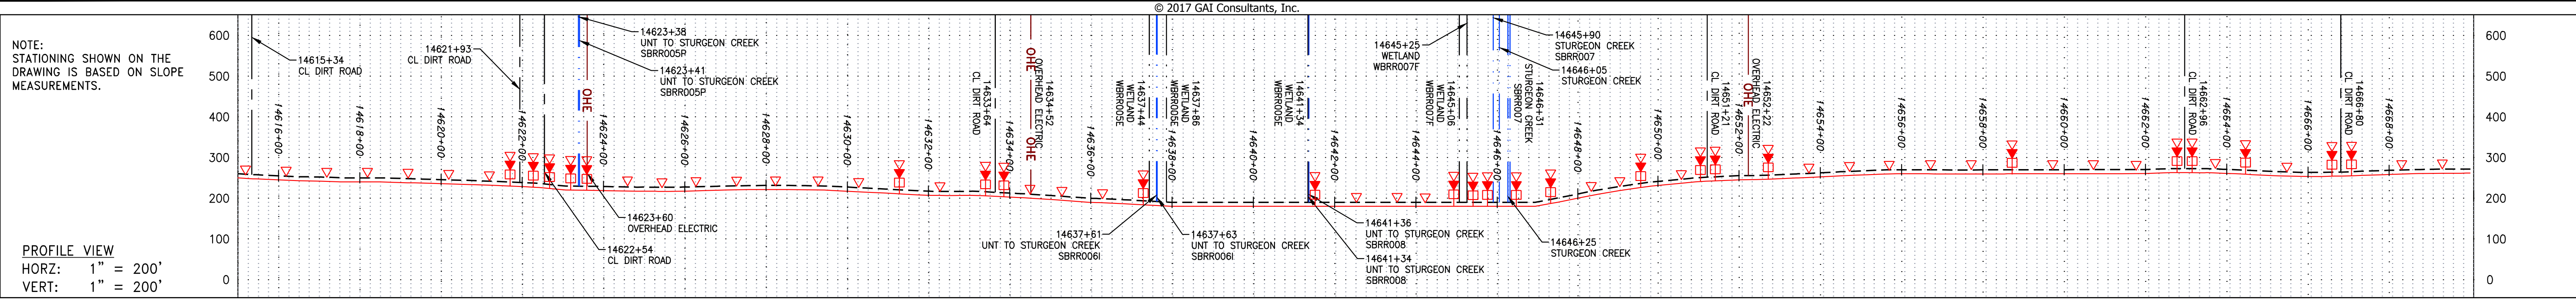 © 2017 GAI Consultants, Inc.
NOTE:
STATIONING SHOWN ON THE
DRAWING IS BASED ON SLOPE
MEASUREMENTS.
PROFILE VIEW
HORZ: 1" = 200'
VERT: 1" = 200'
600
500
400
300
200
100
0
14615+34
CL DIRT ROAD
14616+00
14618+00
14620+00
14621+93
CL DIRT ROAD
14622+00
14623+38
UNT TO STURGEON CREEK
SBRR005P
14623+41
UNT TO STURGEON CREEK
SBRR005P
OHE
14624+00
14623+60
OVERHEAD ELECTRIC
14622+54
CL DIRT ROAD
14626+00
14628+00
14630+00
14632+00
14633+64
CL DIRT ROAD
14634+00
OHE
OHE
14634+52
OVERHEAD ELECTRIC
14636+00
14637+44
WETLAND
WBRR005E
14637+86
WETLAND
WBRR005E
14638+00
14637+61
UNT TO STURGEON CREEK
SBRR006I
14637+63
UNT TO STURGEON CREEK
SBRR006I
14640+00
14641+34
WETLAND
WBRR005E
14642+00
14641+36
UNT TO STURGEON CREEK
SBRR008
14641+34
UNT TO STURGEON CREEK
SBRR008
14644+00
14645+25
WETLAND
WBRR007F
14645+06
WETLAND
WBRR007F
14645+90
STURGEON CREEK
SBRR007
14646+05
STURGEON CREEK
14646+00
14646+31
STURGEON CREEK
SBRR007
14646+25
STURGEON CREEK
14648+00
14650+00
14651+21
CL DIRT ROAD
14652+00
OHE
14652+22
OVERHEAD ELECTRIC
14654+00
14656+00
14658+00
14660+00
14662+00
14662+96
CL DIRT ROAD
14664+00
14666+00
14666+80
CL DIRT ROAD
14668+00
600
500
400
300
200
100
0